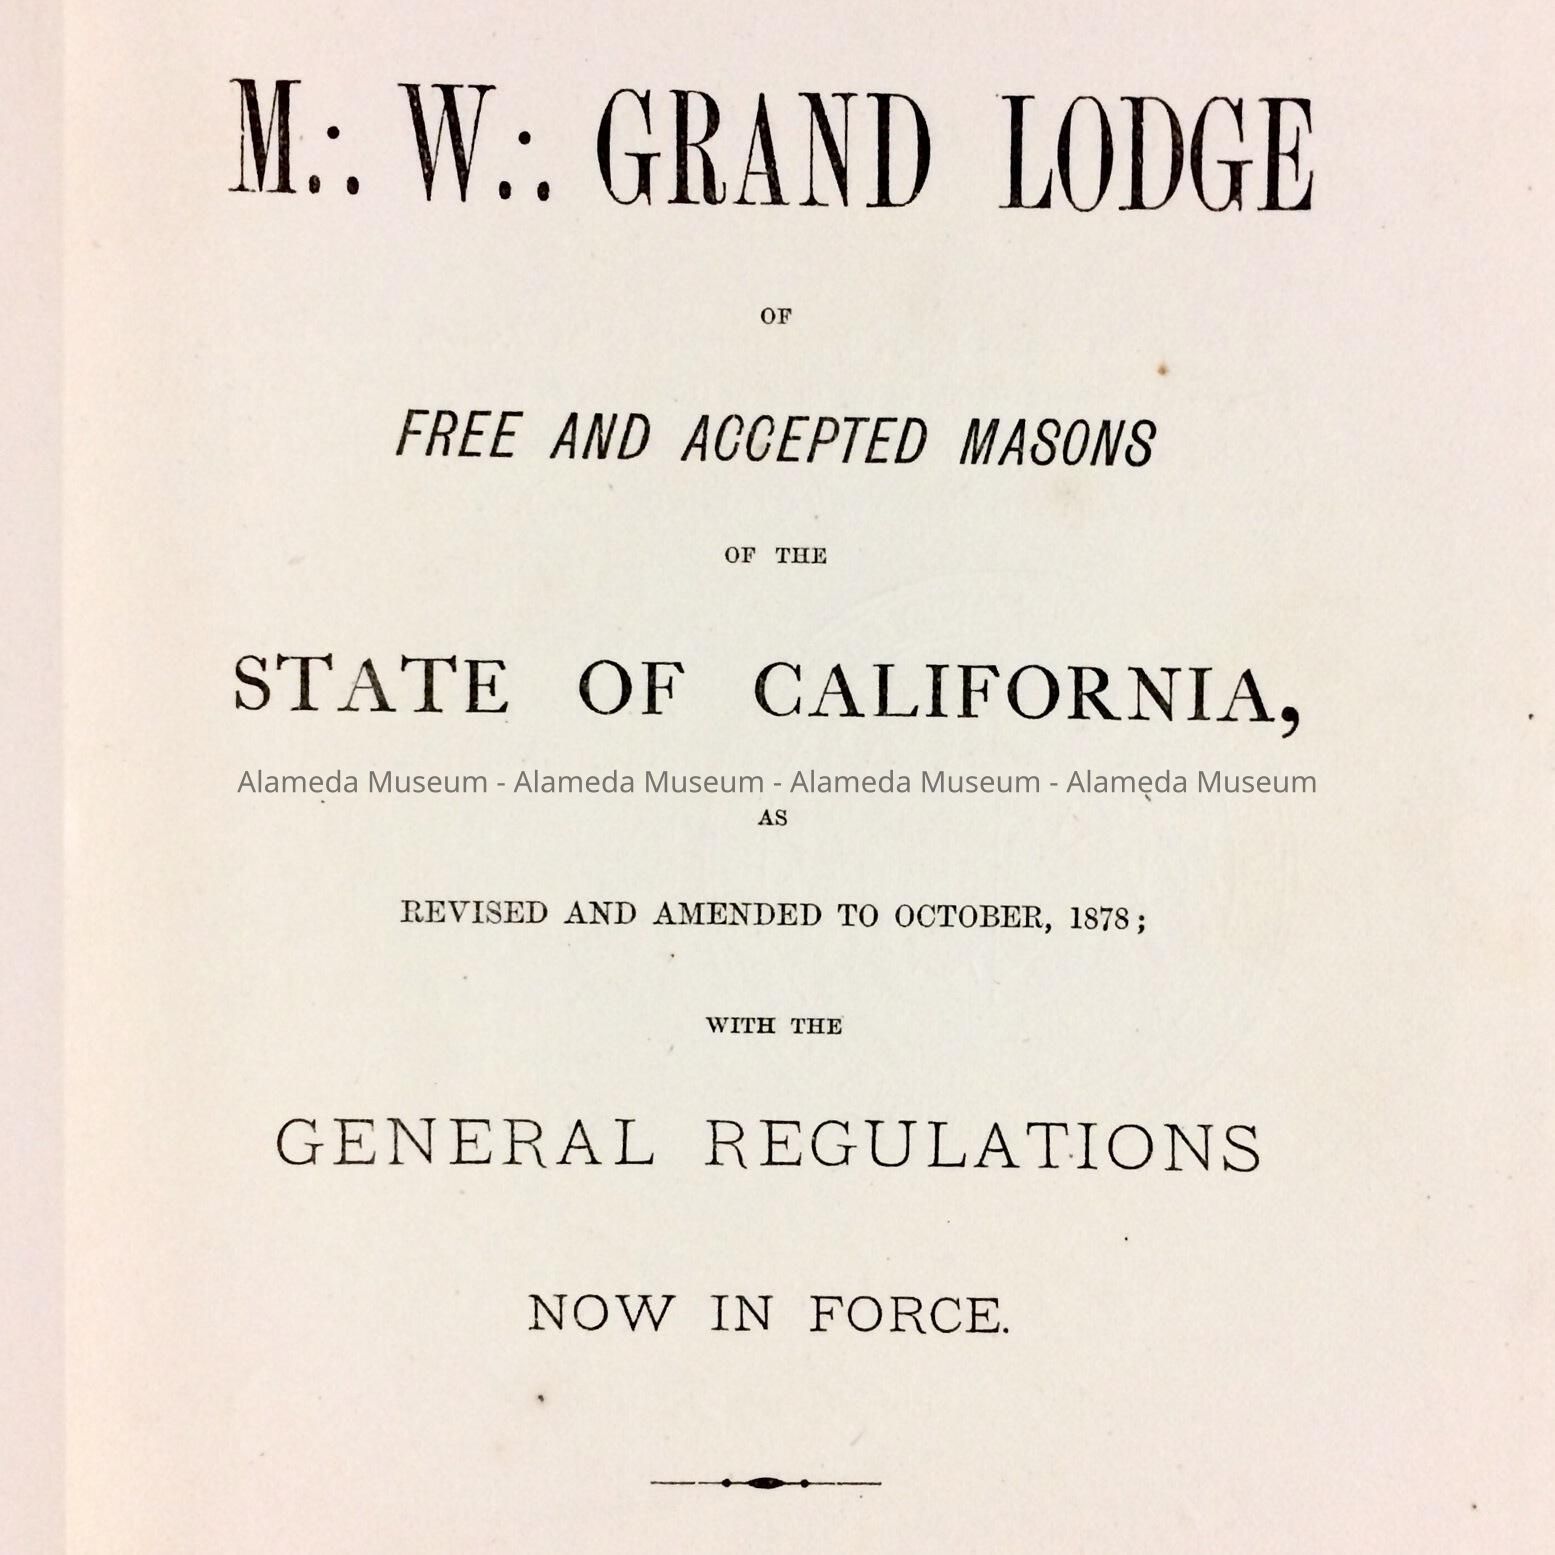 M∴ W∴ GRAND LODGE
OF
FREE AND ACCEPTED MASONS
OF THE
STATE OF CALIFORNIA,
Alameda Museum - Alameda Museum - Alameda Museum - Alameda Museum
AS
REVISED AND AMENDED TO OCTOBER, 1878;
WITH THE
GENERAL REGULATIONS
NOW IN FORCE.